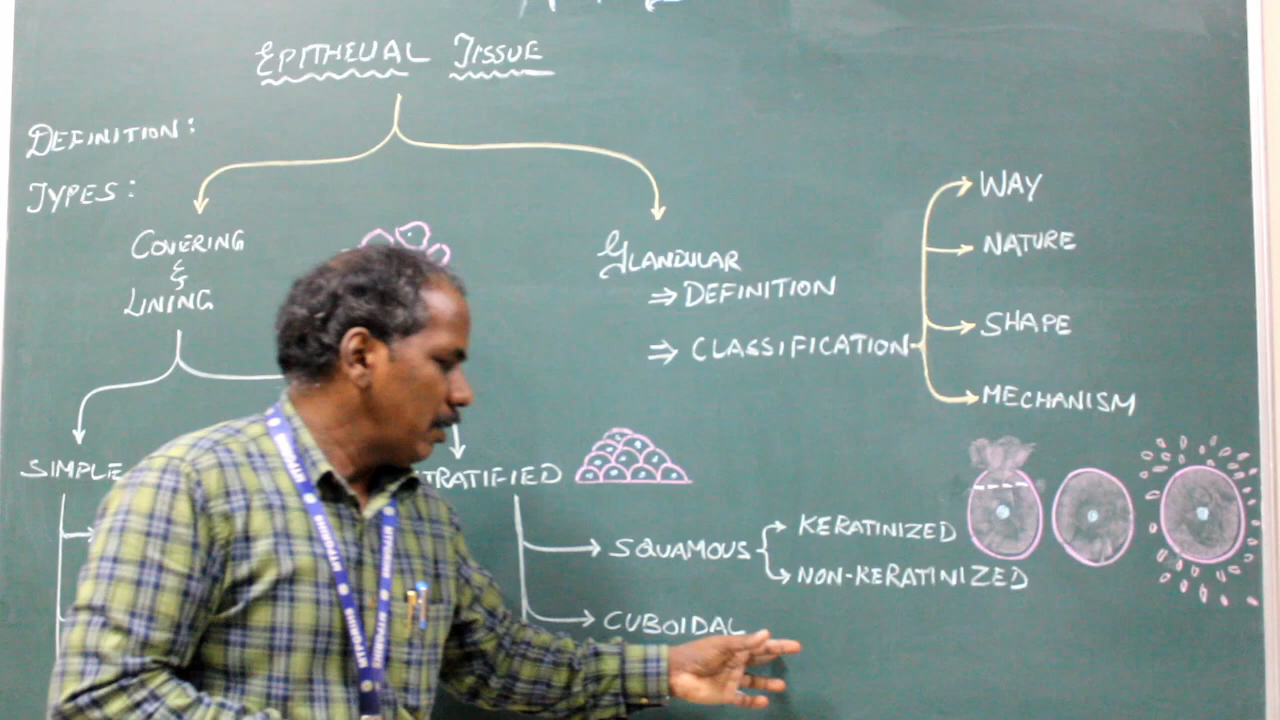 EPITHELIAL TISSUE
DEFINITION:
TYPES:
COVERING
&
LINING
GLANDULAR
⇒ DEFINITION
⇒ CLASSIFICATION
WAY
NATURE
SHAPE
MECHANISM
SIMPLE
TRATIFIED
SQUAMOUS
KERATINIZED
NON-KERATINIZED
CUBOIDAL